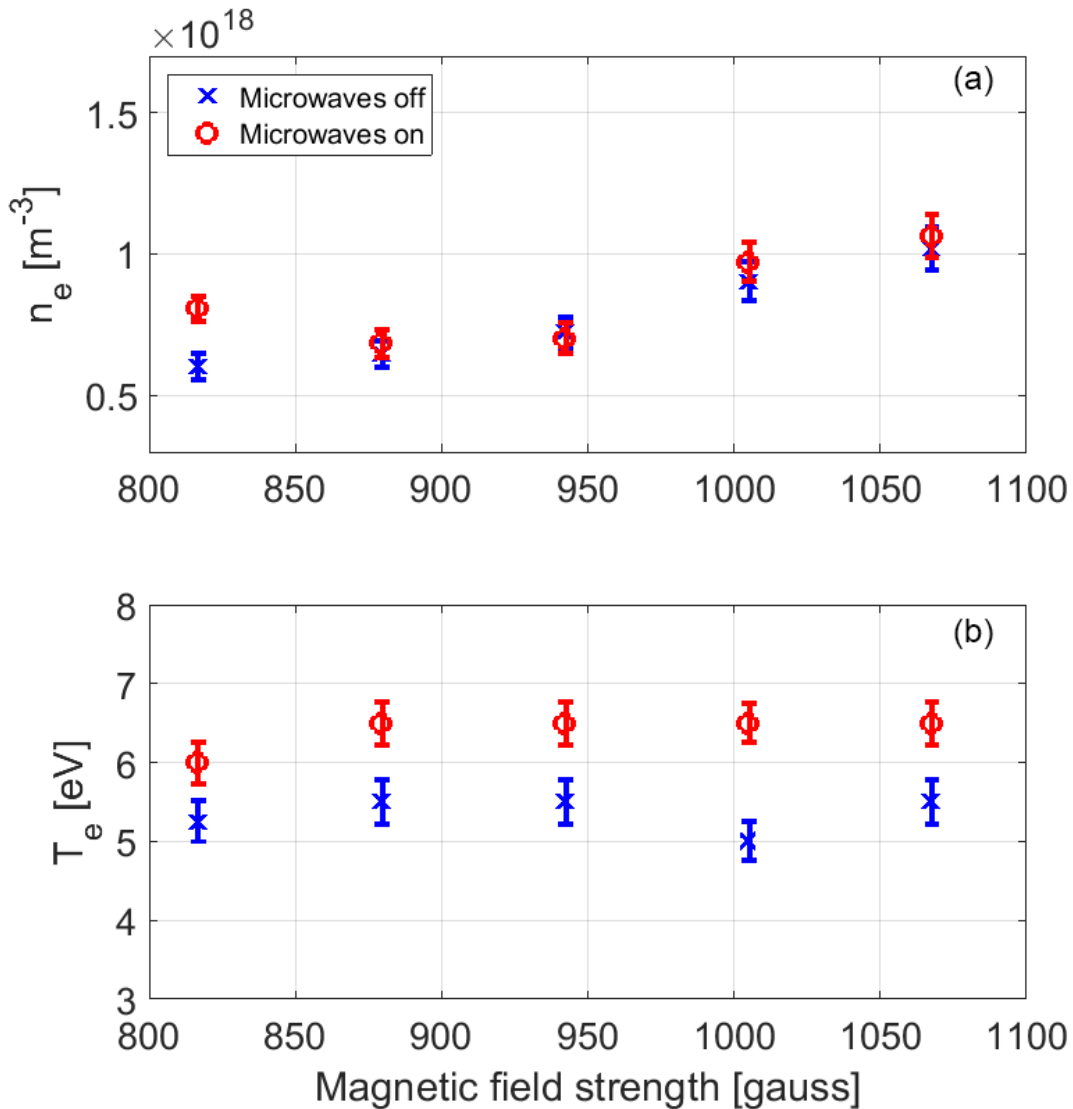 ×10^18
(a)
Microwaves off
Microwaves on
1.5
1
0.5
n_e [m^-3]
800 850 900 950 1000 1050 1100
(b)
8
7
6
5
4
3
T_e [eV]
800 850 900 950 1000 1050 1100
Magnetic field strength [gauss]